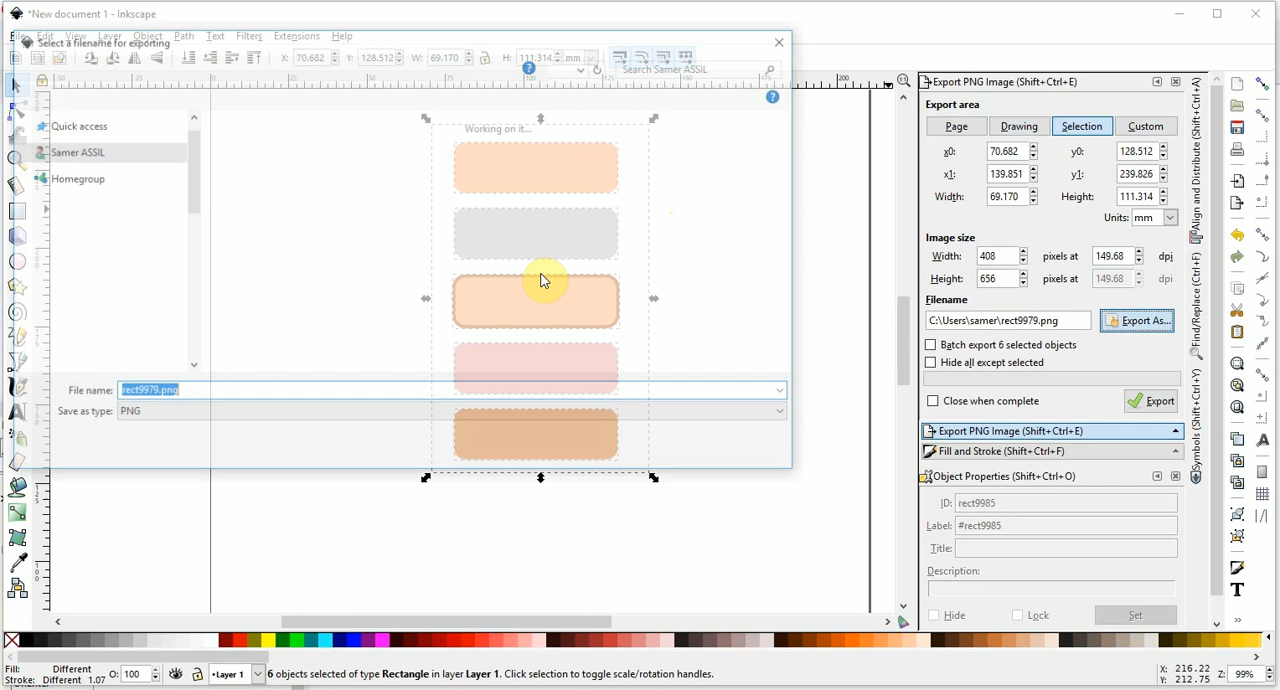 *New document 1 - Inkscape
File Edit View Layer Object Path Text Filters Extensions Help
Select a filename for exporting
X: 70.682 Y: 128.512 W: 69.170 H: 111.314 mm
Search Samer ASSIL
Quick access
Samer ASSIL
Homegroup
Working on it...
File name: rect9979.png
Save as type: PNG
Export PNG Image (Shift+Ctrl+E)
Export area
Page Drawing Selection Custom
x0: 70.682 y0: 128.512
x1: 139.851 y1: 239.826
Width: 69.170 Height: 111.314
Units: mm
Image size
Width: 408 pixels at 149.68 dpi
Height: 656 pixels at 149.68 dpi
Filename
C:\Users\samer\rect9979.png Export As...
Batch export 6 selected objects
Hide all except selected
Close when complete Export
Export PNG Image (Shift+Ctrl+E)
Fill and Stroke (Shift+Ctrl+F)
Object Properties (Shift+Ctrl+O)
ID: rect9985
Label: #rect9985
Title:
Description:
Hide Lock Set
Align and Distribute (Shift+Ctrl+A)
Find/Replace (Ctrl+F)
Symbols (Shift+Ctrl+Y)
Fill: Different
Stroke: Different 1.07
O: 100
•Layer 1
6 objects selected of type Rectangle in layer Layer 1. Click selection to toggle scale/rotation handles.
X: 216.22
Y: 212.75
Z: 99%